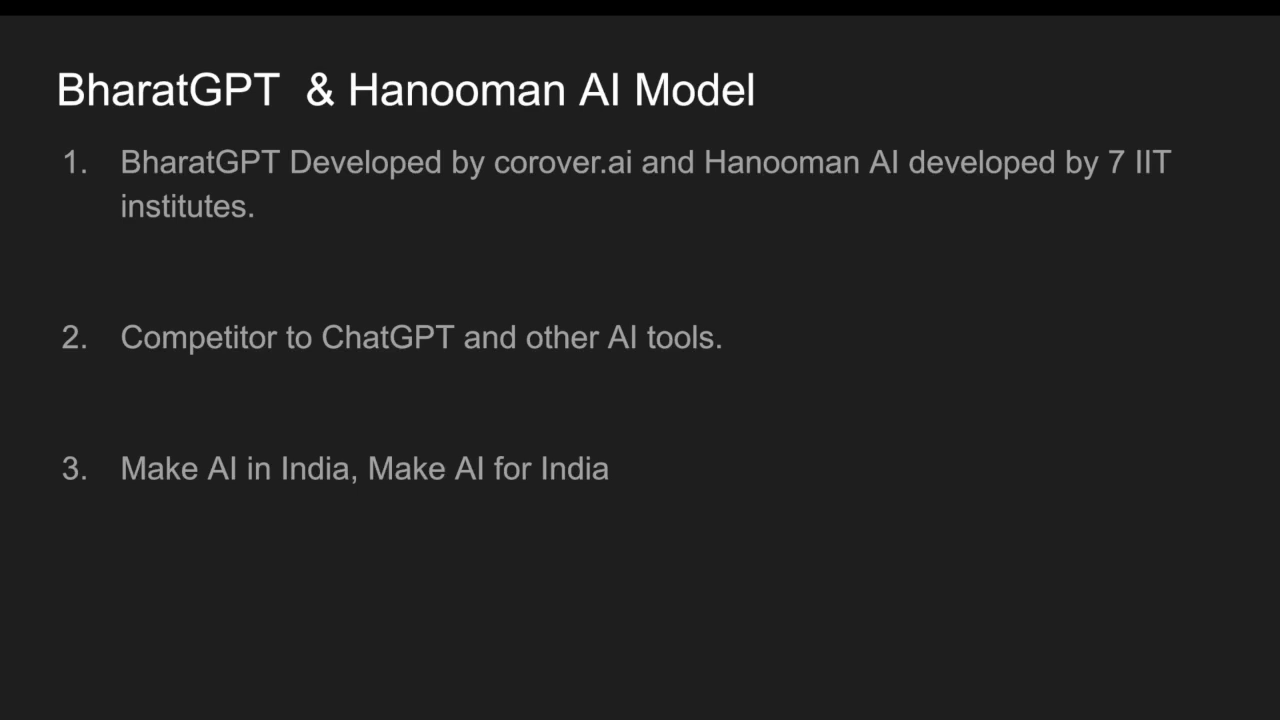 BharatGPT  & Hanooman AI Model
1. BharatGPT Developed by corover.ai and Hanooman AI developed by 7 IIT
institutes.
2. Competitor to ChatGPT and other AI tools.
3. Make AI in India, Make AI for India